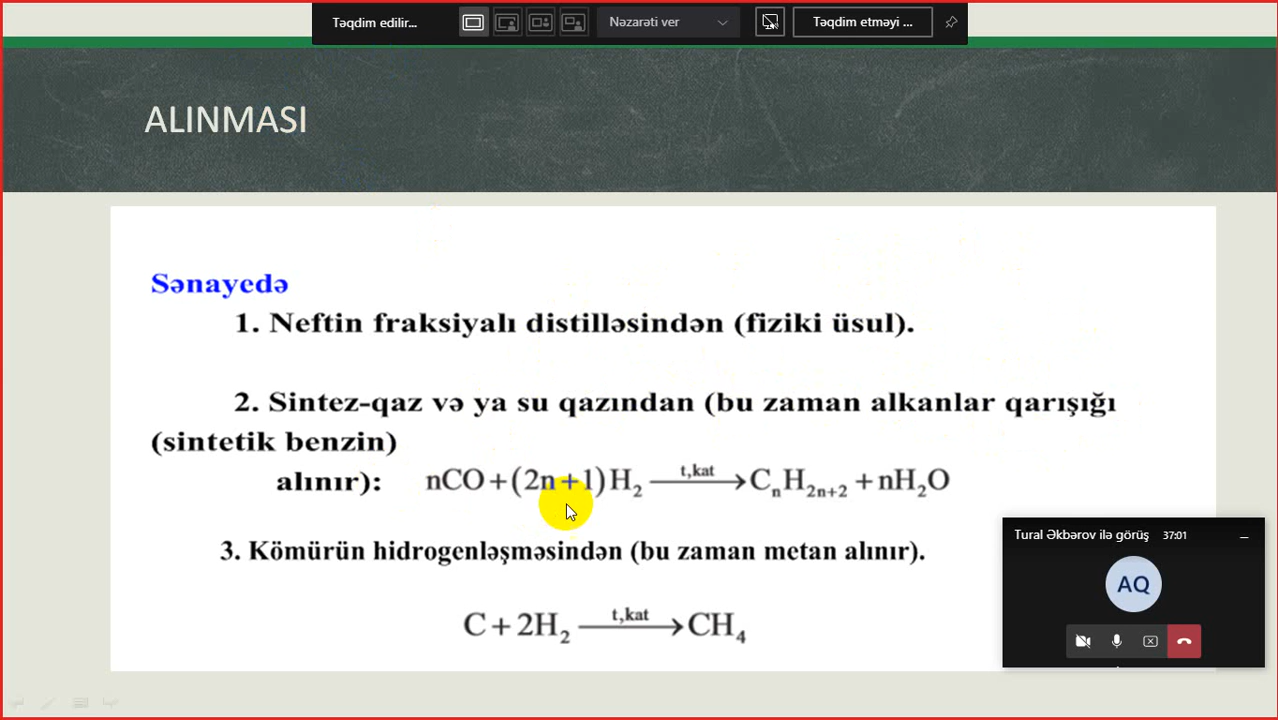 Təqdim edilir...
Nəzarəti ver
Təqdim etməyi ...
ALINMASI
Sənayedə
1. Neftin fraksiyalı distilləsindən (fiziki üsul).
2. Sintez-qaz və ya su qazından (bu zaman alkanlar qarışığı
(sintetik benzin)
alınır): nCO+(2n+1)H₂ —t,kat→ CₙH₂ₙ₊₂+nH₂O
3. Kömürün hidrogenləşməsindən (bu zaman metan alınır).
C+2H₂ —t,kat→ CH₄
Tural Əkbərov ilə görüş 37:01
AQ